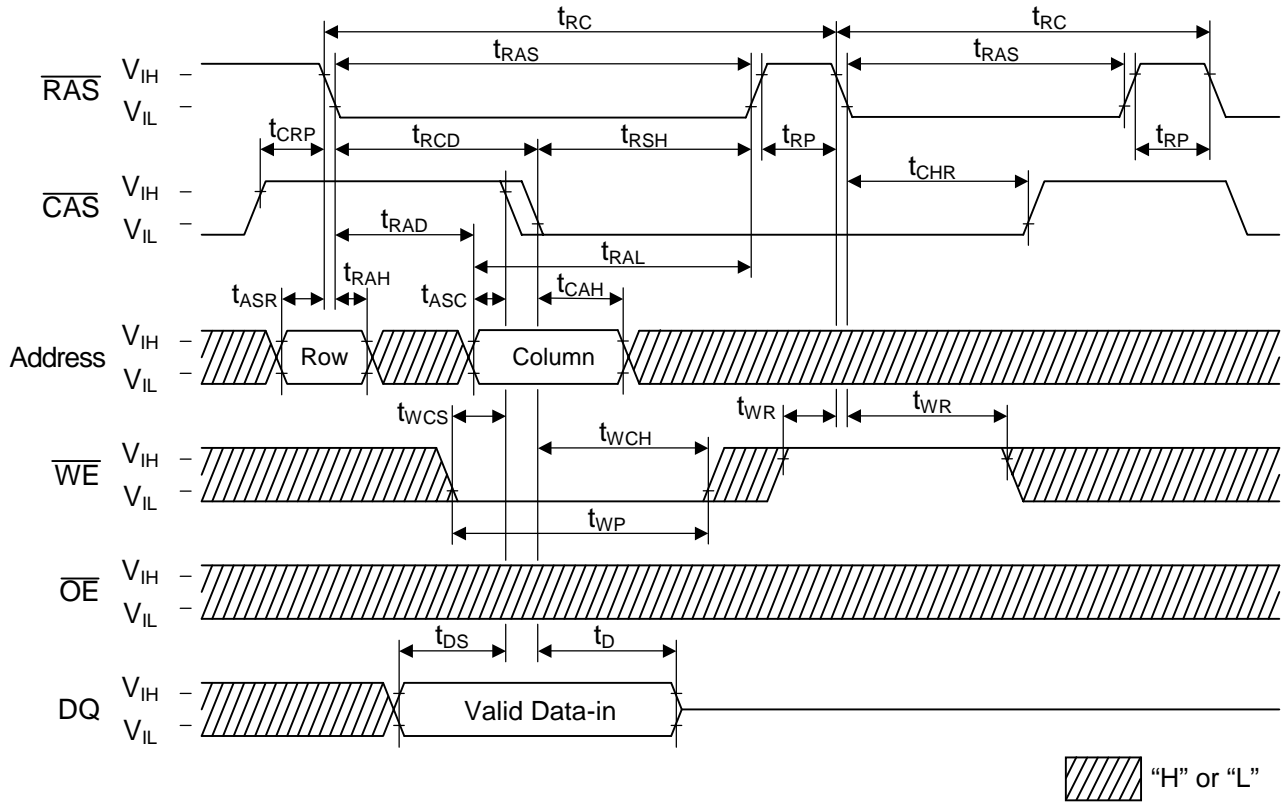 tRC tRC
tRAS tRAS
RAS VIH
VIL
tCRP tRCD tRSH tRP tRP
tCHR
CAS VIH
VIL
tRAD
tRAL
tASR tRAH tASC tCAH
Address VIH
VIL
Row Column
tWCS tWCH tWR tWR
WE VIH
VIL
tWP
OE VIH
VIL
tDS tD
DQ VIH
VIL
Valid Data-in
“H” or “L”